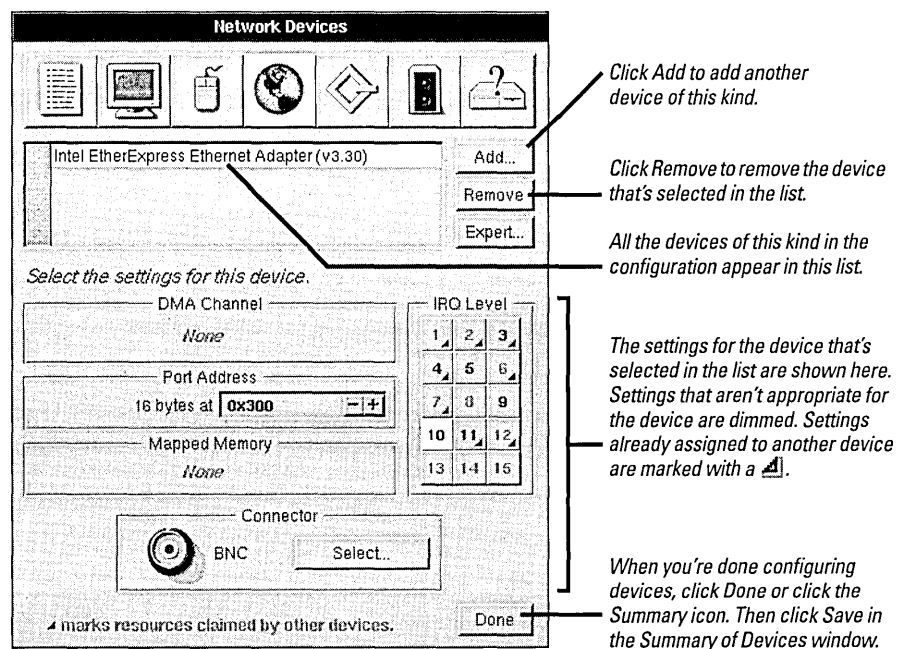 Network Devices
Click Add to add another
device of this kind.
Intel EtherExpress Ethernet Adapter (v3.30)
Add...
Remove
Expert...
Click Remove to remove the device
that's selected in the list.
All the devices of this kind in the
configuration appear in this list.
Select the settings for this device.
DMA Channel
None
Port Address
16 bytes at 0x300
- +
Mapped Memory
None
IRQ Level
1 2 3
4 5 6
7 8 9
10 11 12
13 14 15
The settings for the device that's
selected in the list are shown here.
Settings that aren't appropriate for
the device are dimmed. Settings
already assigned to another device
are marked with a .
Connector
BNC
Select...
marks resources claimed by other devices.
Done
When you're done configuring
devices, click Done or click the
Summary icon. Then click Save in
the Summary of Devices window.